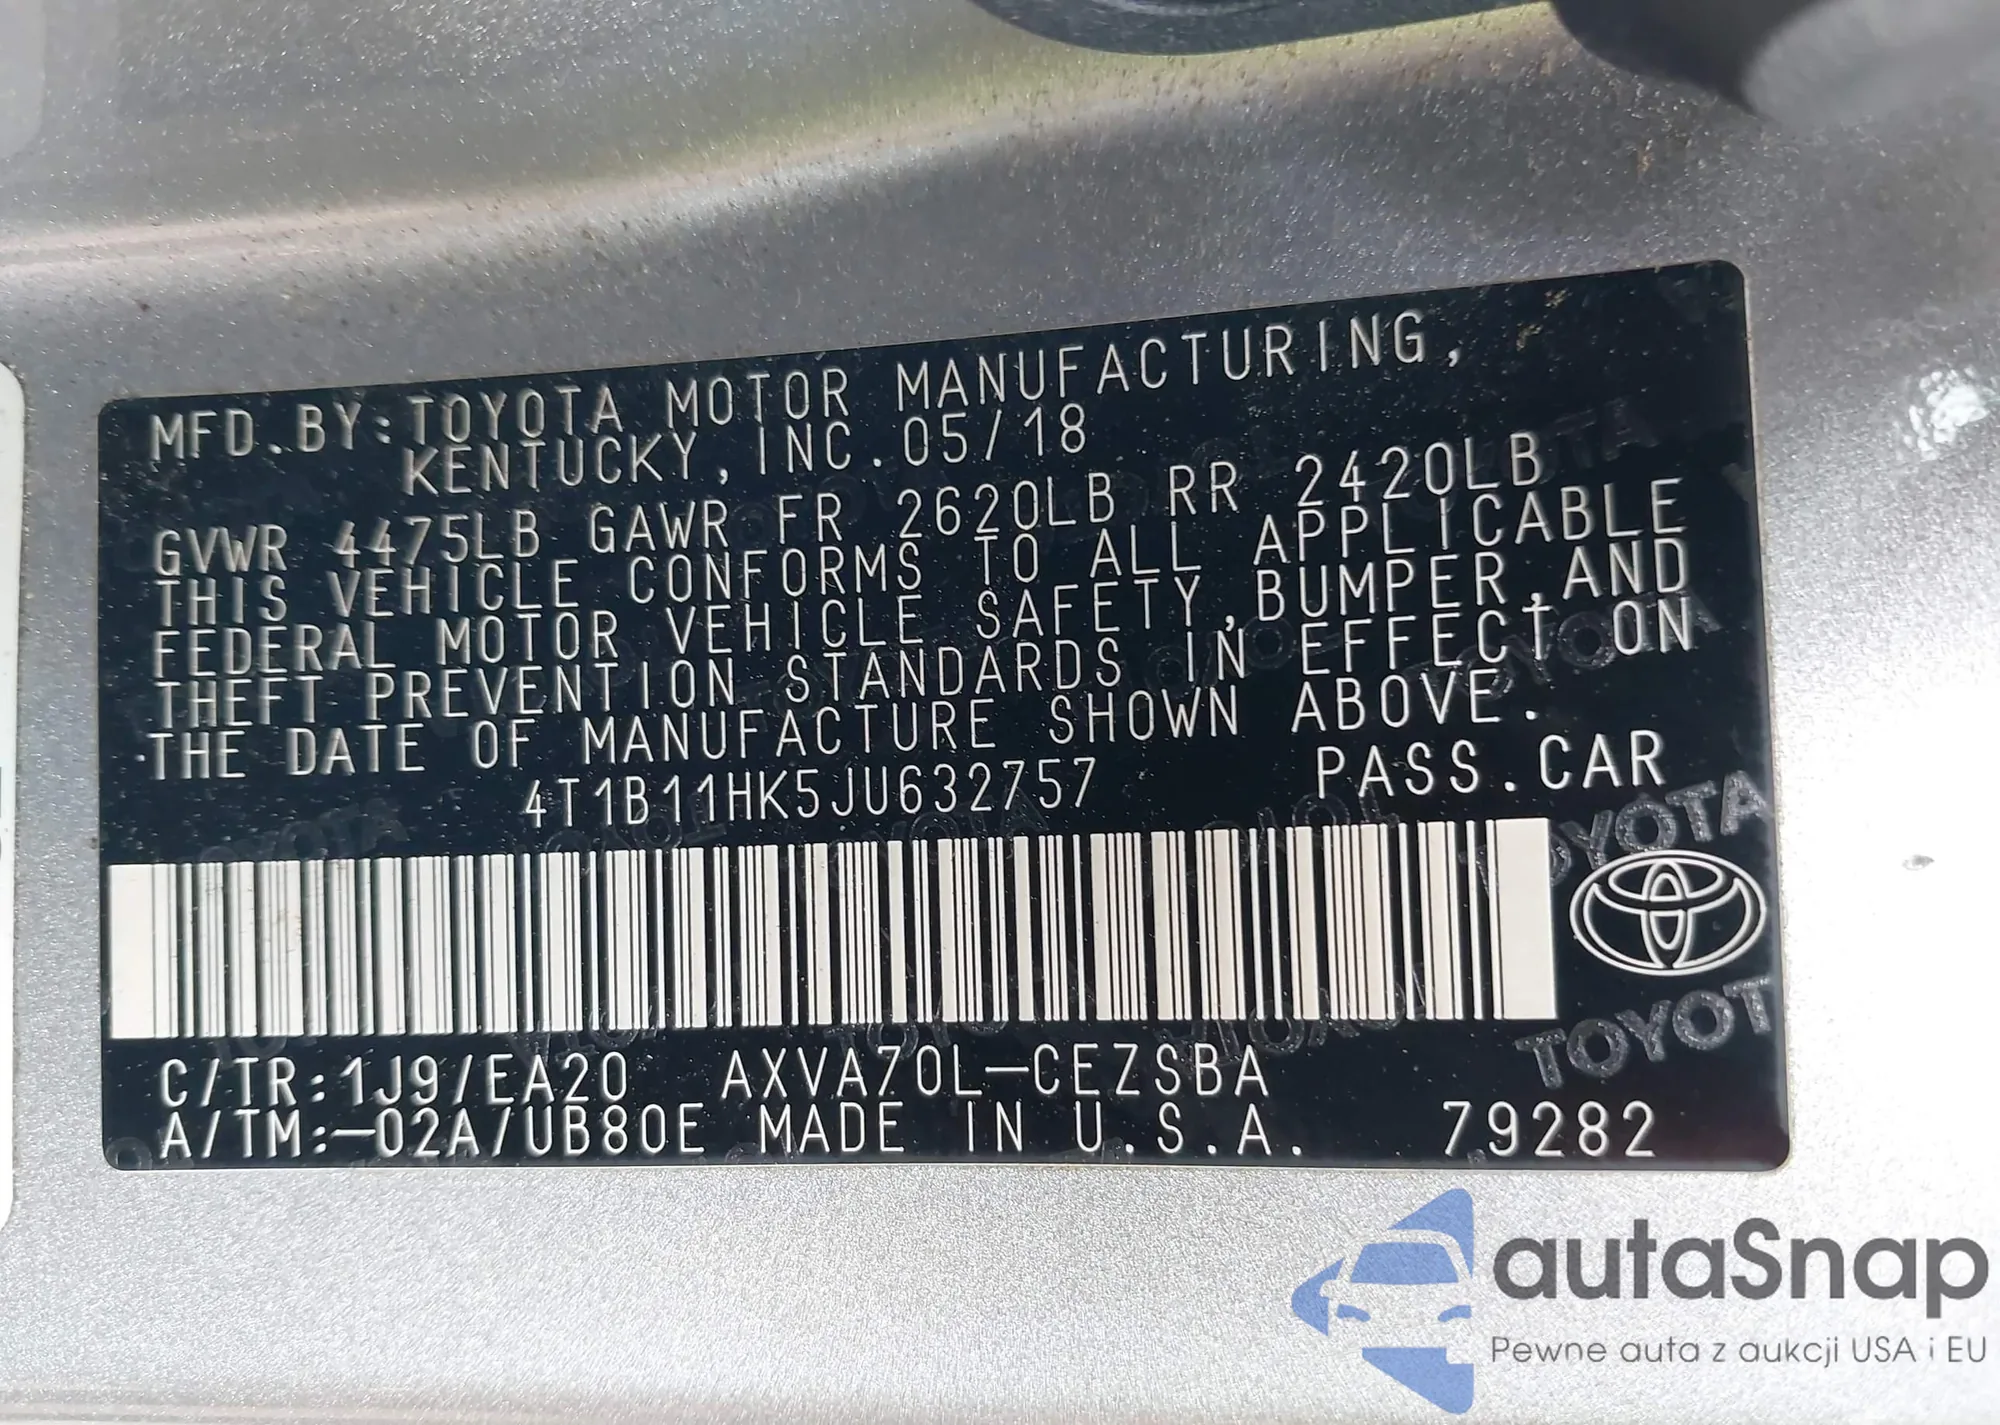 MFD.BY:TOYOTA MOTOR MANUFACTURING,
KENTUCKY, INC.05/18
GVWR 4475LB GAWR FR 2620LB RR 2420LB
THIS VEHICLE CONFORMS TO ALL APPLICABLE
FEDERAL MOTOR VEHICLE SAFETY,BUMPER,AND
THEFT PREVENTION STANDARDS IN EFFECT ON
THE DATE OF MANUFACTURE SHOWN ABOVE.
4T1B11HK5JU632757 PASS.CAR
TOYOTA
TOYOT
C/TR:1J9/EA20 AXVA70L-CEZSBA
A/TM:-02A/UB80E MADE IN U.S.A. 79282
autaSnap
Pewne auta z aukcji USA i EU